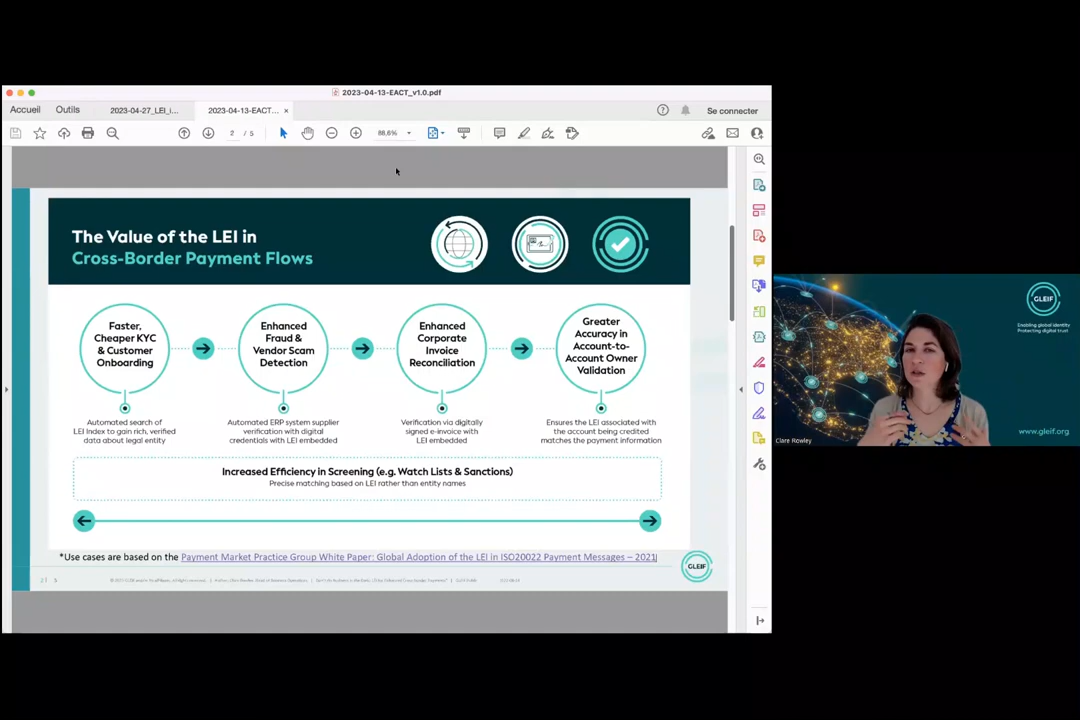 2023-04-13-EACT_v1.0.pdf
Accueil Outils 2023-04-27_LEI_i... 2023-04-13-EACT... × Se connecter
2 / 5 88,6%
The Value of the LEI in
Cross-Border Payment Flows
Faster,
Cheaper KYC
& Customer
Onboarding
Enhanced
Fraud &
Vendor Scam
Detection
Enhanced
Corporate
Invoice
Reconciliation
Greater
Accuracy in
Account-to-
Account Owner
Validation
Automated search of
LEI Index to gain rich, verified
data about legal entity
Automated ERP system supplier
verification with digital
credentials with LEI embedded
Verification via digitally
signed e-invoice with
LEI embedded
Ensures the LEI associated with
the account being credited
matches the payment information
Increased Efficiency in Screening (e.g. Watch Lists & Sanctions)
Precise matching based on LEI rather than entity names
*Use cases are based on the Payment Market Practice Group White Paper: Global Adoption of the LEI in ISO20022 Payment Messages – 2021
GLEIF
GLEIF
Enabling global identity
Protecting digital trust
www.gleif.org
Clare Rowley